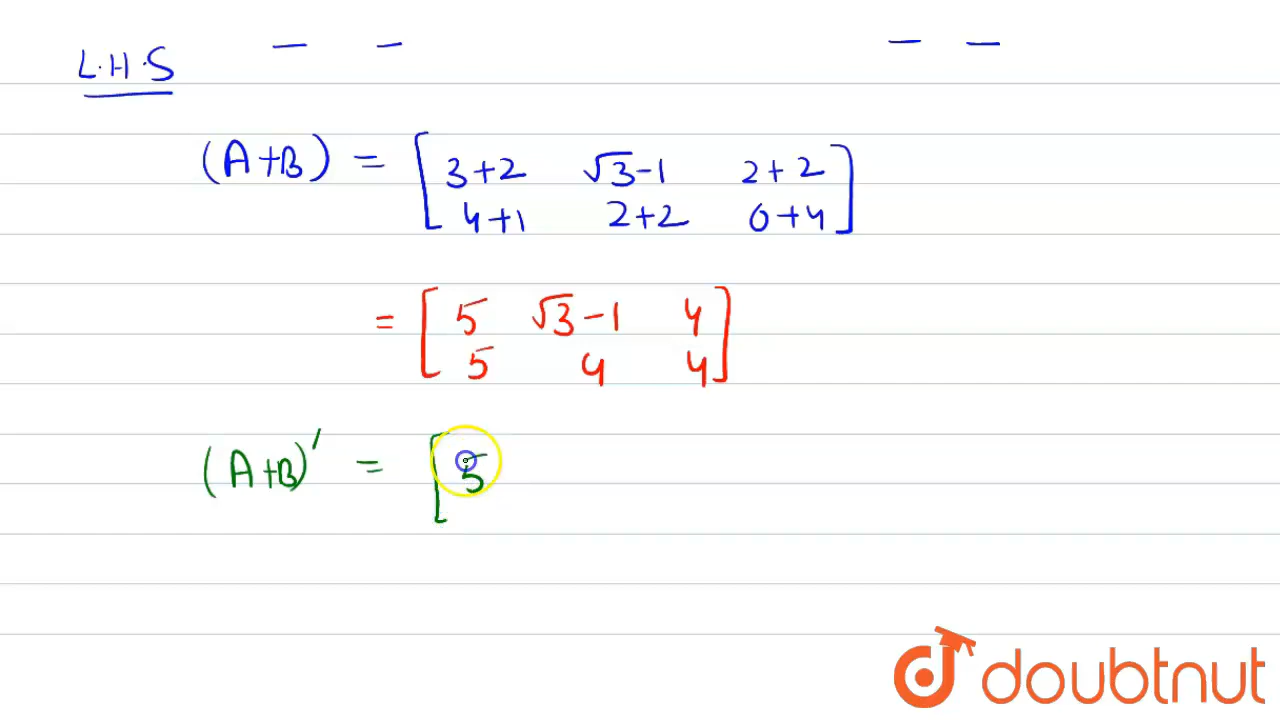 L.H.S
(A+B) = [ 3+2 √3-1 2+2
4+1 2+2 0+4 ]
= [ 5 √3-1 4
5 4 4 ]
(A+B)' = [ 5
doubtnut